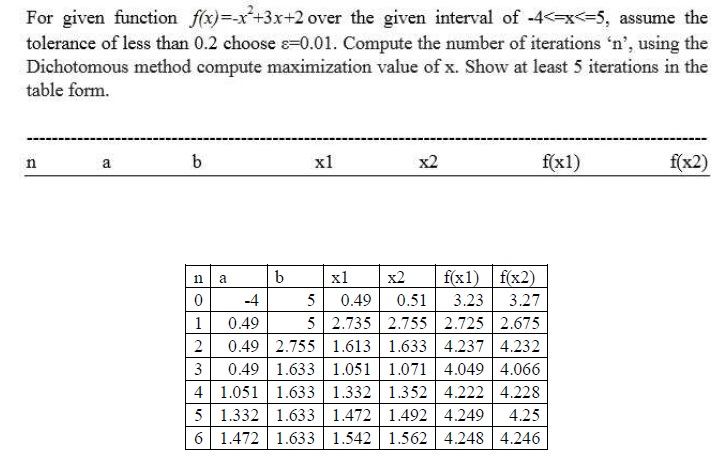 For given function f(x)=-x²+3x+2 over the given interval of -4<=x<=5, assume the
tolerance of less than 0.2 choose ε=0.01. Compute the number of iterations ‘n’, using the
Dichotomous method compute maximization value of x. Show at least 5 iterations in the
table form.
n a b x1 x2 f(x1) f(x2)
n a b x1 x2 f(x1) f(x2)
0 -4 5 0.49 0.51 3.23 3.27
1 0.49 5 2.735 2.755 2.725 2.675
2 0.49 2.755 1.613 1.633 4.237 4.232
3 0.49 1.633 1.051 1.071 4.049 4.066
4 1.051 1.633 1.332 1.352 4.222 4.228
5 1.332 1.633 1.472 1.492 4.249 4.25
6 1.472 1.633 1.542 1.562 4.248 4.246